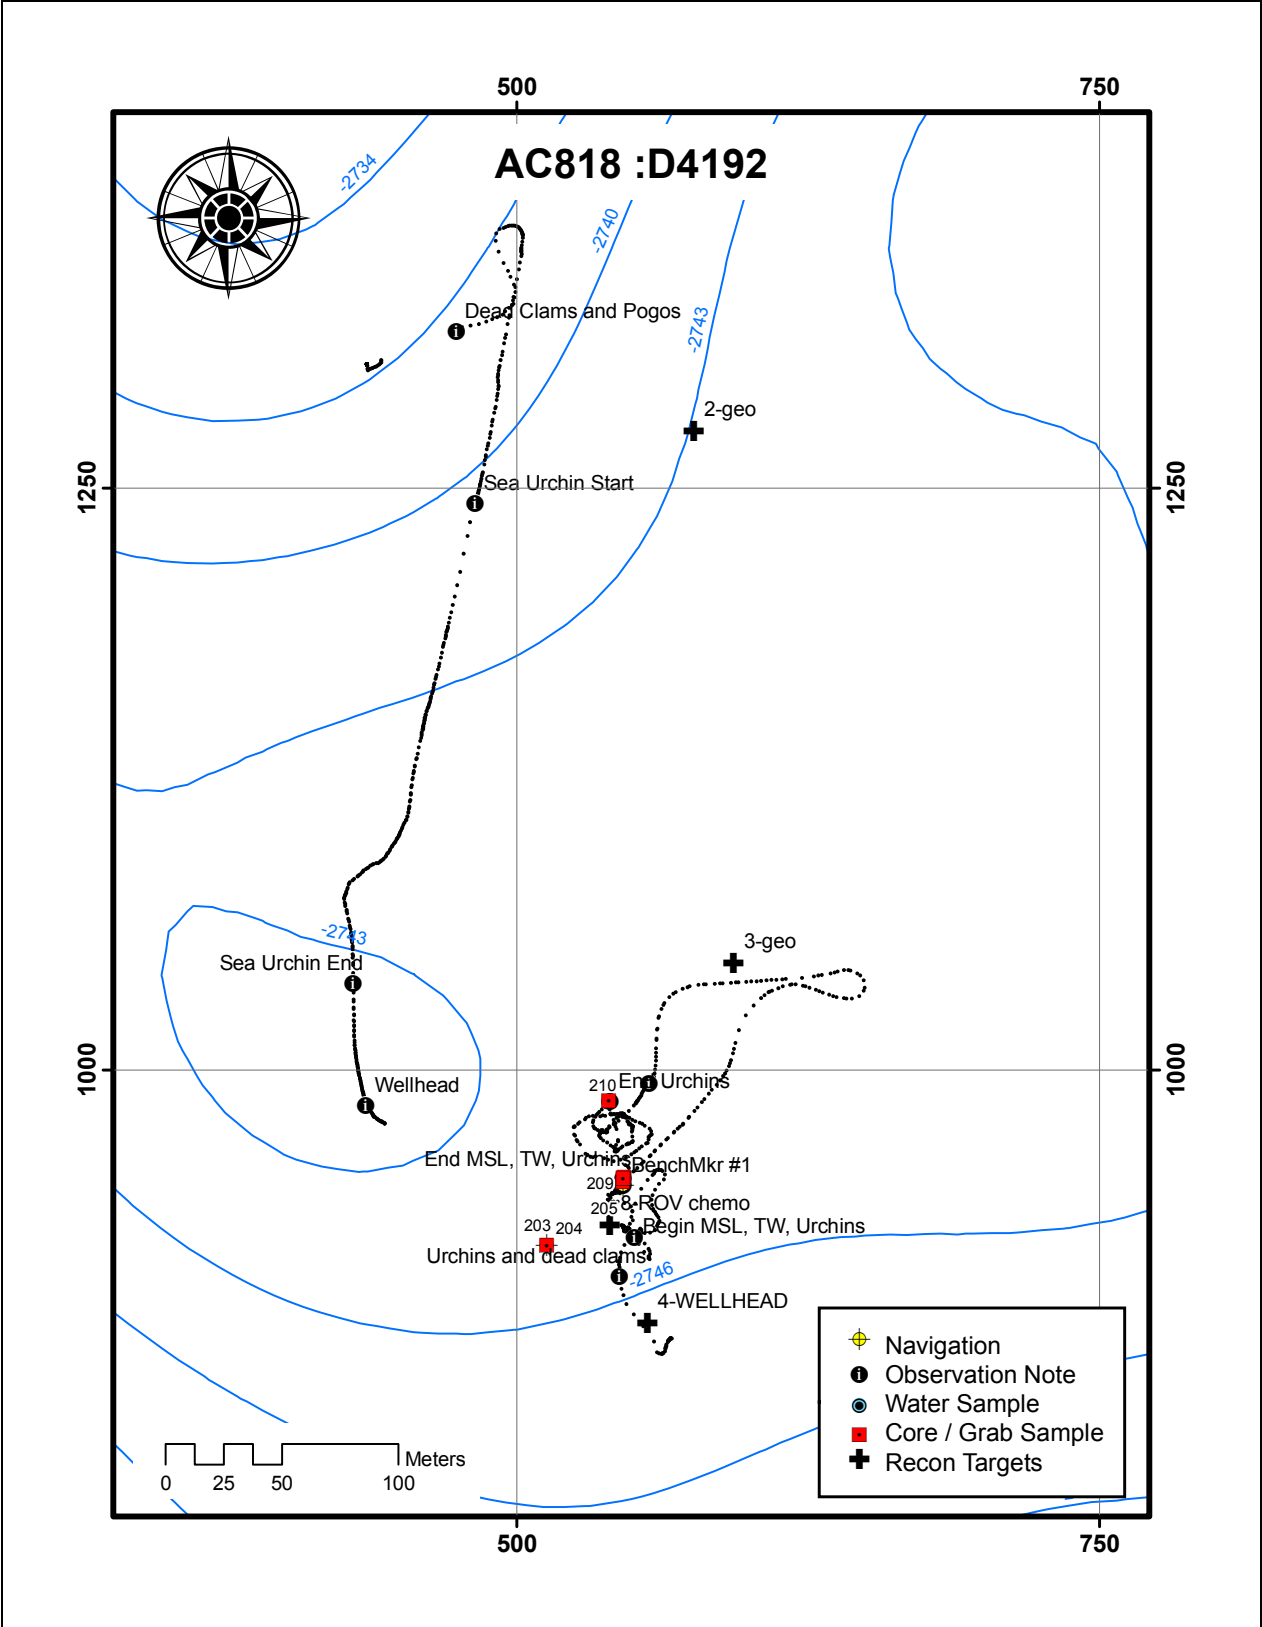 500 750
AC818 :D4192
-2734
-2740
Dead Clams and Pogos
-2743
2-geo
1250 1250
Sea Urchin Start
-2743
Sea Urchin End
3-geo
1000 1000
Wellhead
210 End Urchins
End MSL, TW, Urchins
BenchMkr #1
209
8-ROV chemo
205
203 204
Begin MSL, TW, Urchins
Urchins and dead clams
-2746
4-WELLHEAD
Navigation
Observation Note
Water Sample
Core / Grab Sample
Recon Targets
Meters
0 25 50 100
500 750